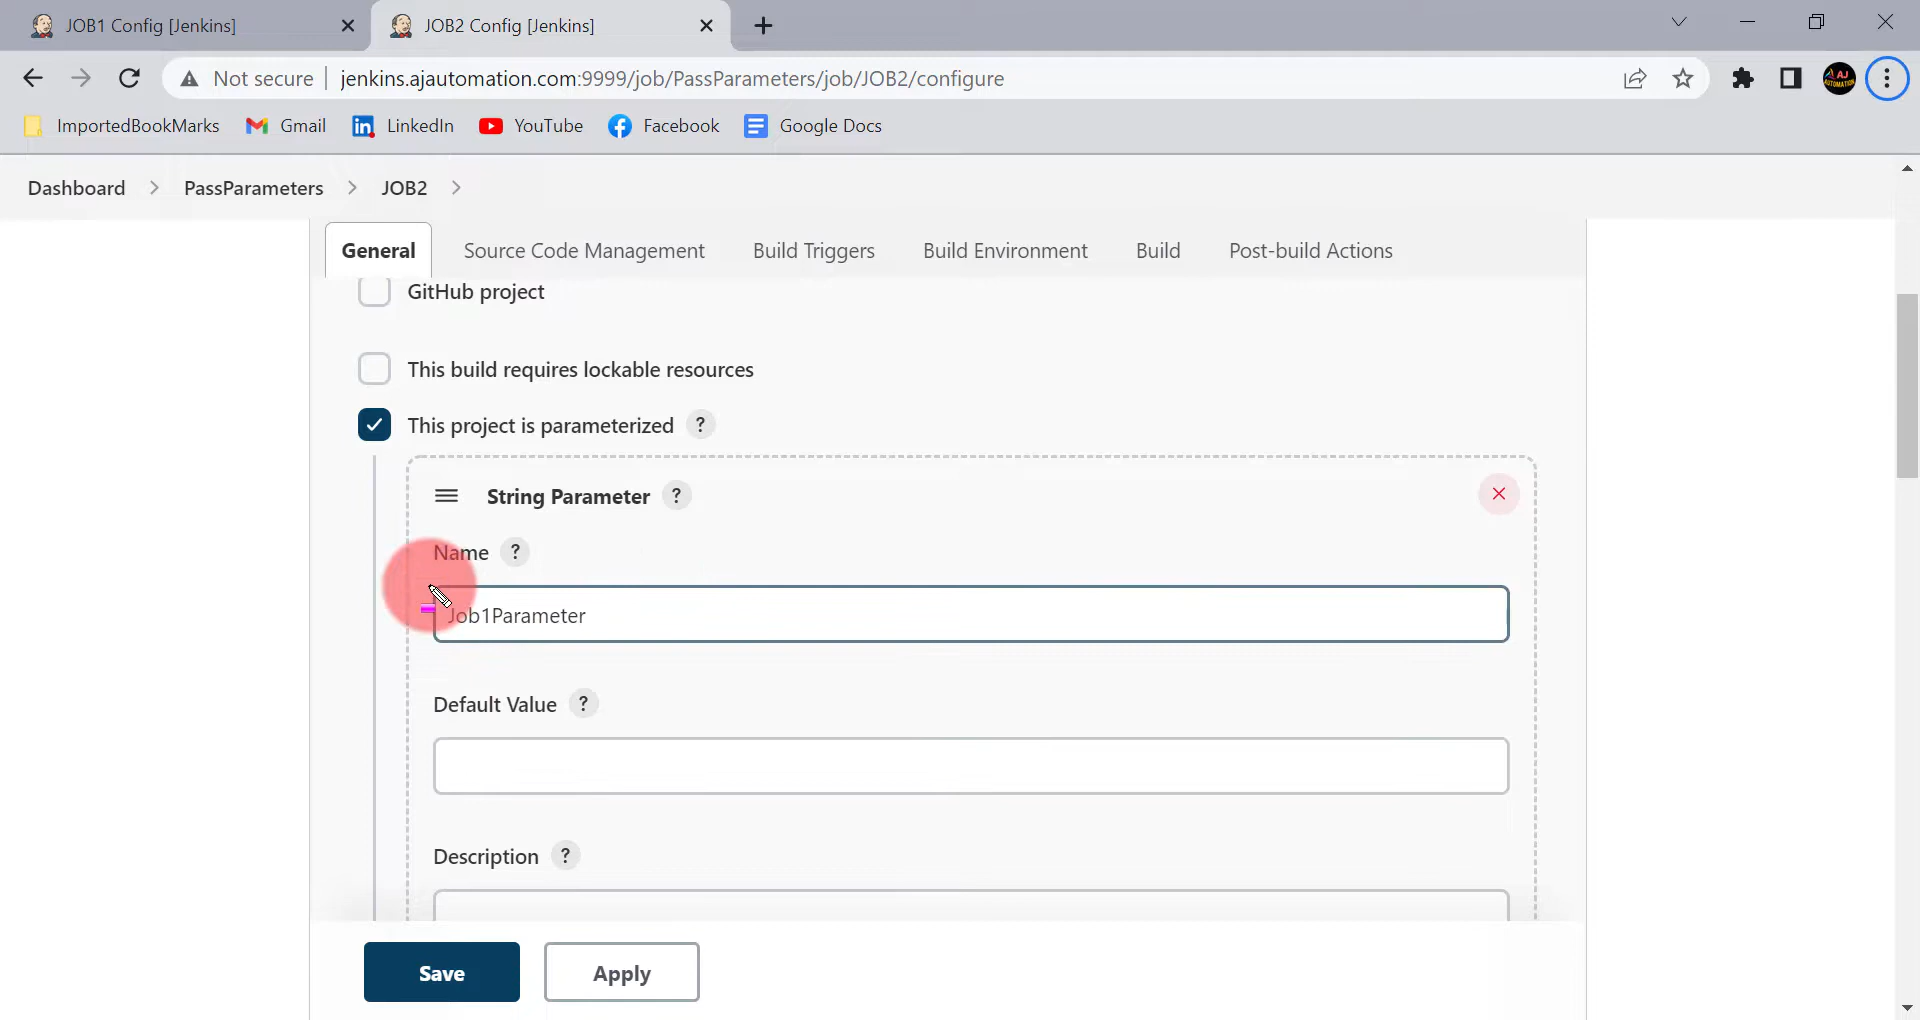 JOB1 Config [Jenkins]
JOB2 Config [Jenkins]
Not secure
jenkins.ajautomation.com:9999/job/PassParameters/job/JOB2/configure
AJ
AUTOMATION
ImportedBookMarks
Gmail
LinkedIn
YouTube
Facebook
Google Docs
Dashboard
PassParameters
JOB2
General
Source Code Management
Build Triggers
Build Environment
Build
Post-build Actions
GitHub project
This build requires lockable resources
This project is parameterized ?
String Parameter ?
Name ?
Job1Parameter
Default Value ?
Description ?
Save
Apply